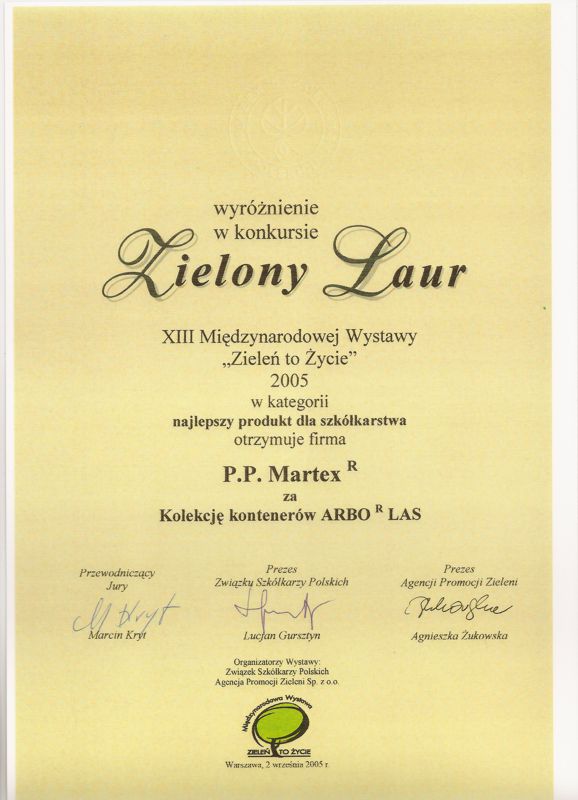 wyróżnienie
w konkursie
Zielony Laur
XIII Międzynarodowej Wystawy
„Zieleń to Życie”
2005
w kategorii
najlepszy produkt dla szkółkarstwa
otrzymuje firma
P.P. Martex R
za
Kolekcję kontenerów ARBO R LAS
Przewodniczący
Jury
Marcin Kryt
Prezes
Związku Szkółkarzy Polskich
Lucjan Gursztyn
Prezes
Agencji Promocji Zieleni
Agnieszka Żukowska
Organizatorzy Wystawy:
Związek Szkółkarzy Polskich
Agencja Promocji Zieleni Sp. z o.o.
Międzynarodowa Wystawa
ZIELEŃ TO ŻYCIE
Warszawa, 2 września 2005 r.